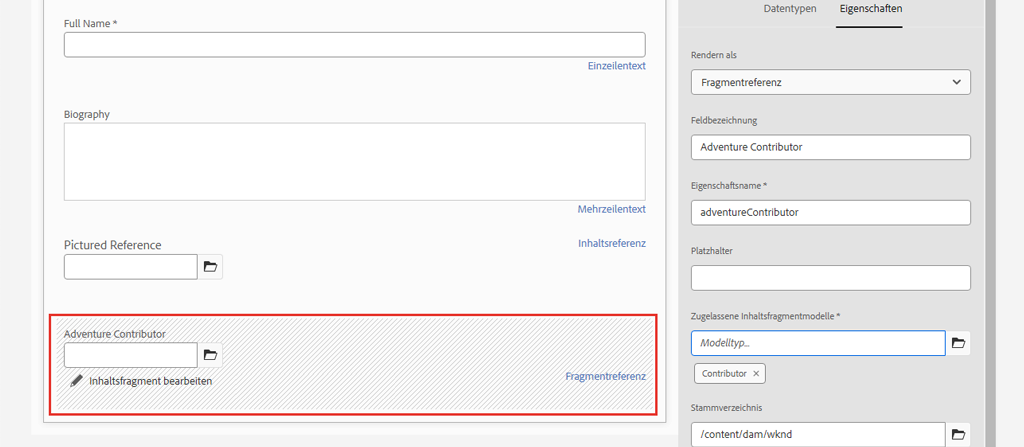 Full Name *
Einzeilentext
Biography
Mehrzeilentext
Pictured Reference
Inhaltsreferenz
Adventure Contributor
Inhaltsfragment bearbeiten
Fragmentreferenz
Datentypen Eigenschaften
Rendern als
Fragmentreferenz
Feldbezeichnung
Adventure Contributor
Eigenschaftsname *
adventureContributor
Platzhalter
Zugelassene Inhaltsfragmentmodelle *
Modelltyp...
Contributor ×
Stammverzeichnis
/content/dam/wknd